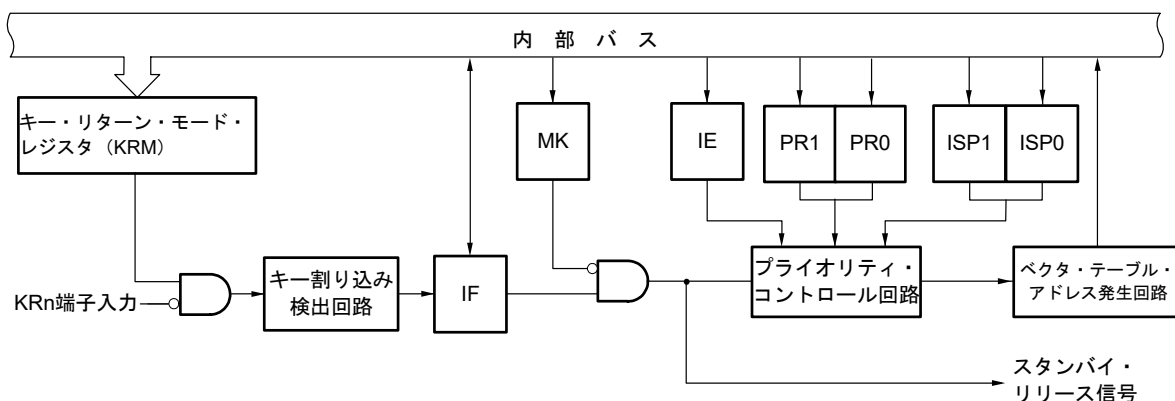 内 部 バ ス
キー・リターン・モード・
レジスタ（KRM）
MK
IE
PR1
PR0
ISP1
ISP0
KRn端子入力
キー割り込み
検出回路
IF
プライオリティ・
コントロール回路
ベクタ・テーブル・
アドレス発生回路
スタンバイ・
リリース信号